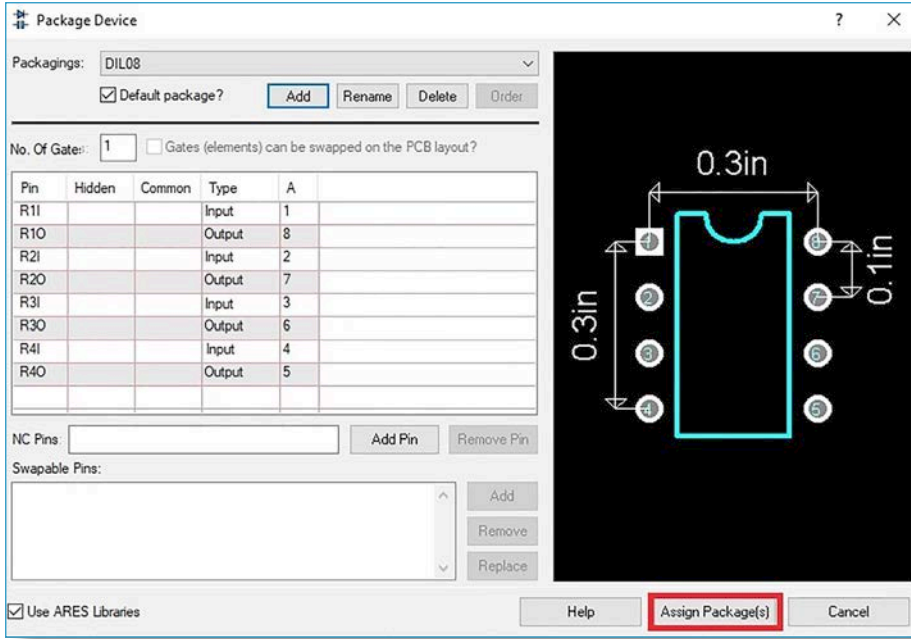 Package Device ? ×
Packagings: DIL08
Default package? Add Rename Delete Order
No. Of Gates: 1 Gates (elements) can be swapped on the PCB layout?
Pin Hidden Common Type A
R1I Input 1
R1O Output 8
R2I Input 2
R2O Output 7
R3I Input 3
R3O Output 6
R4I Input 4
R4O Output 5
NC Pins: Add Pin Remove Pin
Swapable Pins:
Add
Remove
Replace
Use ARES Libraries Help Assign Package(s) Cancel
0.3in
1 8
0.1in
2 7
0.3in
3 6
4 5